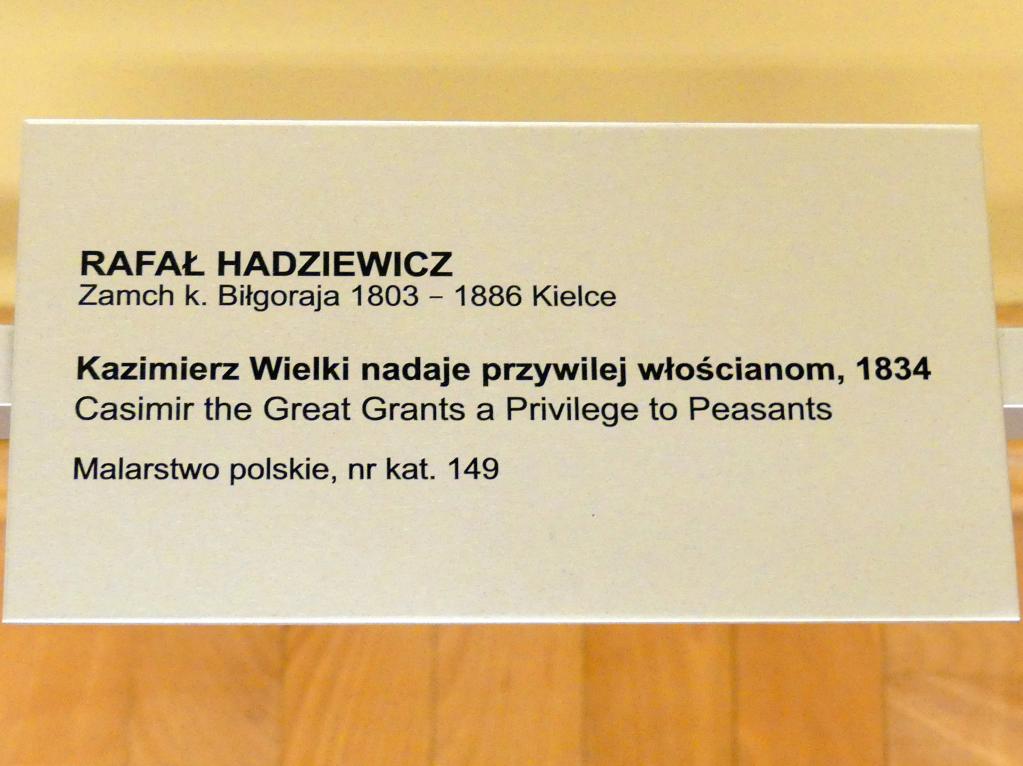 RAFAŁ HADZIEWICZ
Zamch k. Biłgoraja 1803 – 1886 Kielce
Kazimierz Wielki nadaje przywilej włościanom, 1834
Casimir the Great Grants a Privilege to Peasants
Malarstwo polskie, nr kat. 149